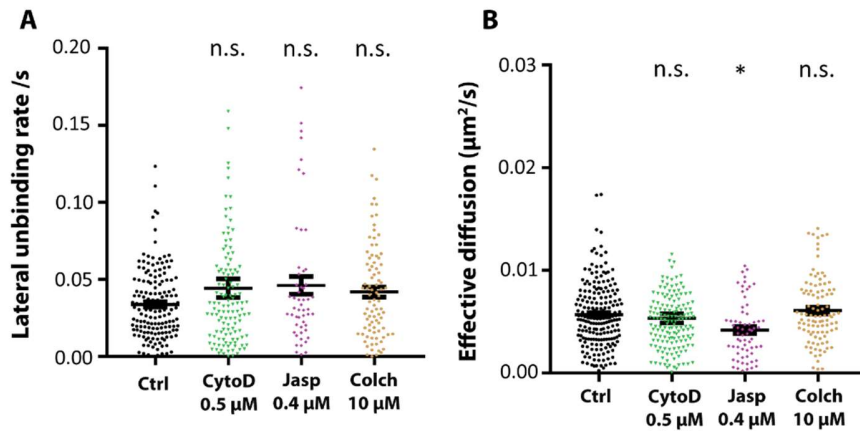 A
Lateral unbinding rate /s
0.20
0.15
0.10
0.05
0.00
n.s.
n.s.
n.s.
Ctrl
CytoD
0.5 μM
Jasp
0.4 μM
Colch
10 μM
B
Effective diffusion (μm²/s)
0.03
0.02
0.01
0.00
n.s.
*
n.s.
Ctrl
CytoD
0.5 μM
Jasp
0.4 μM
Colch
10 μM